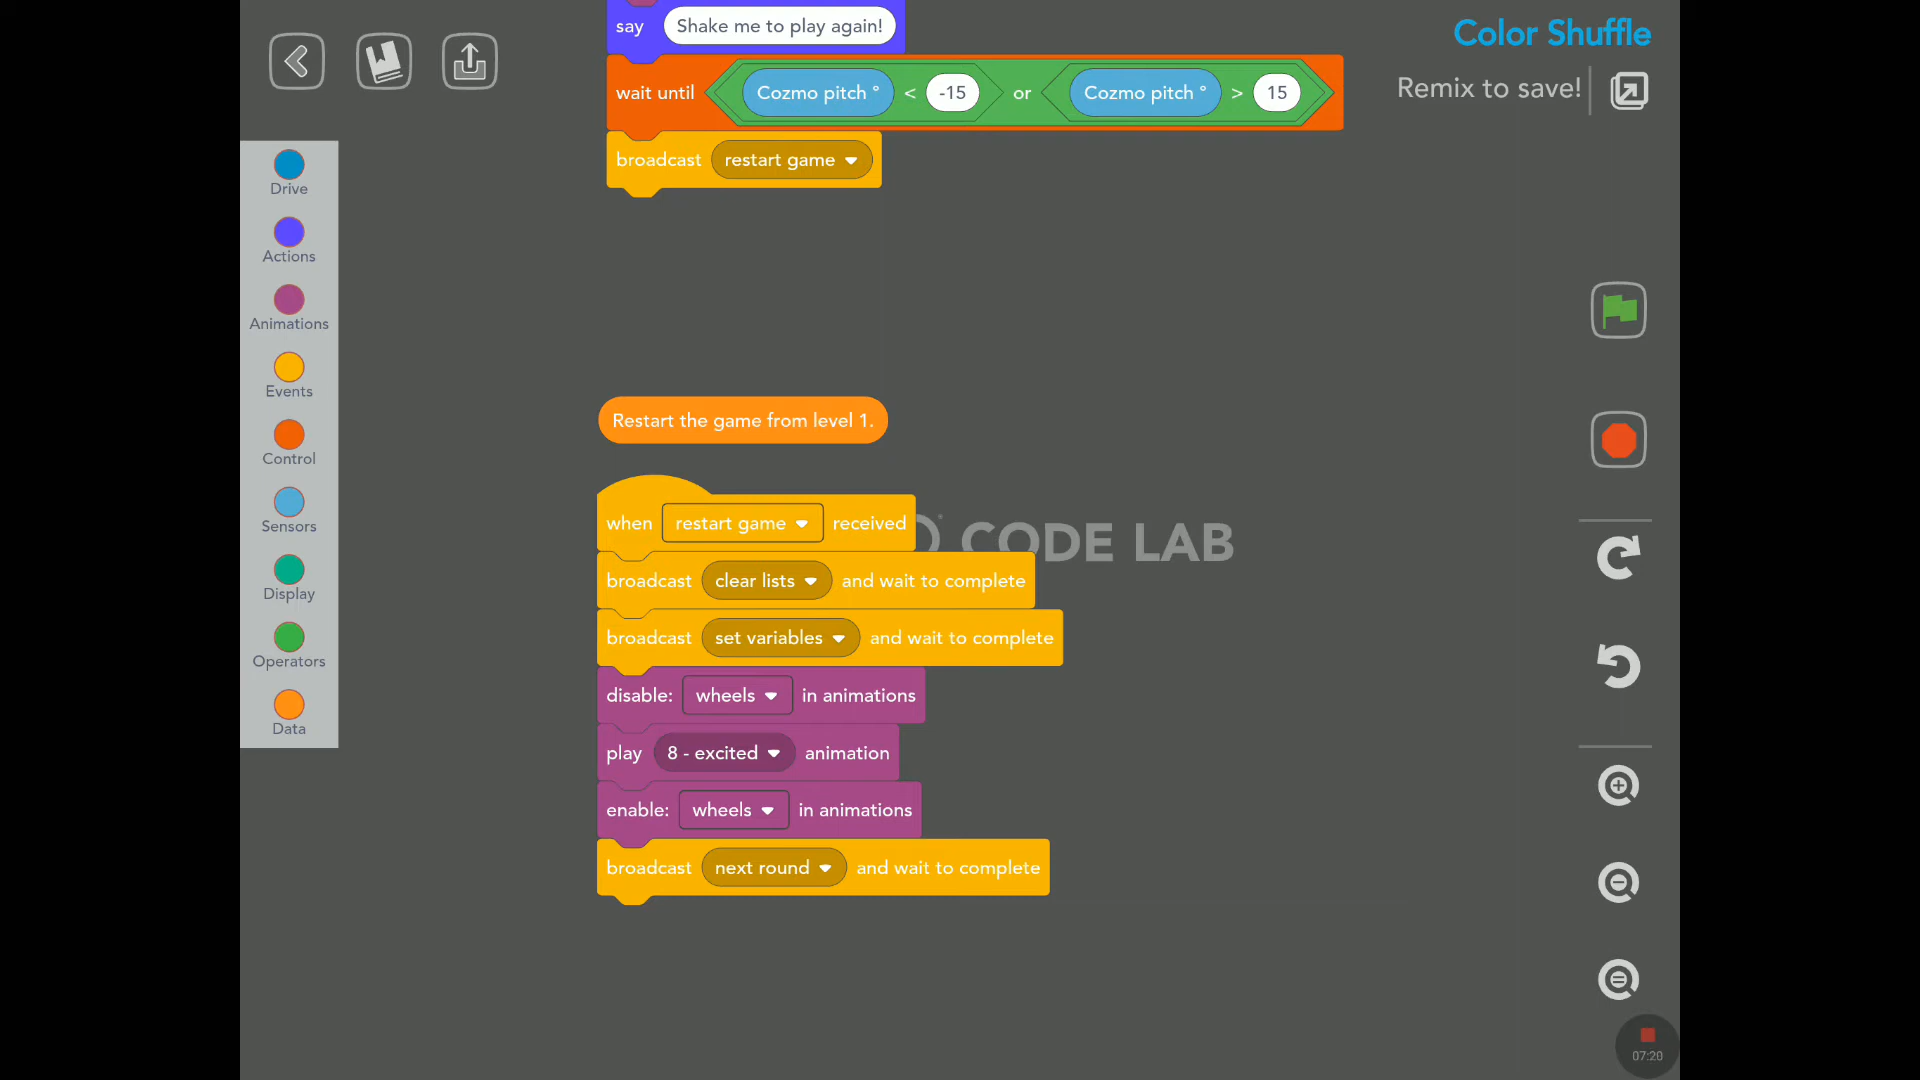 say Shake me to play again!
Color Shuffle
Remix to save!
wait until Cozmo pitch ° < -15 or Cozmo pitch ° > 15
broadcast restart game
Drive
Actions
Animations
Events
Control
Sensors
Display
Operators
Data
Restart the game from level 1.
when restart game received
CODE LAB
broadcast clear lists and wait to complete
broadcast set variables and wait to complete
disable: wheels in animations
play 8 - excited animation
enable: wheels in animations
broadcast next round and wait to complete
07:20